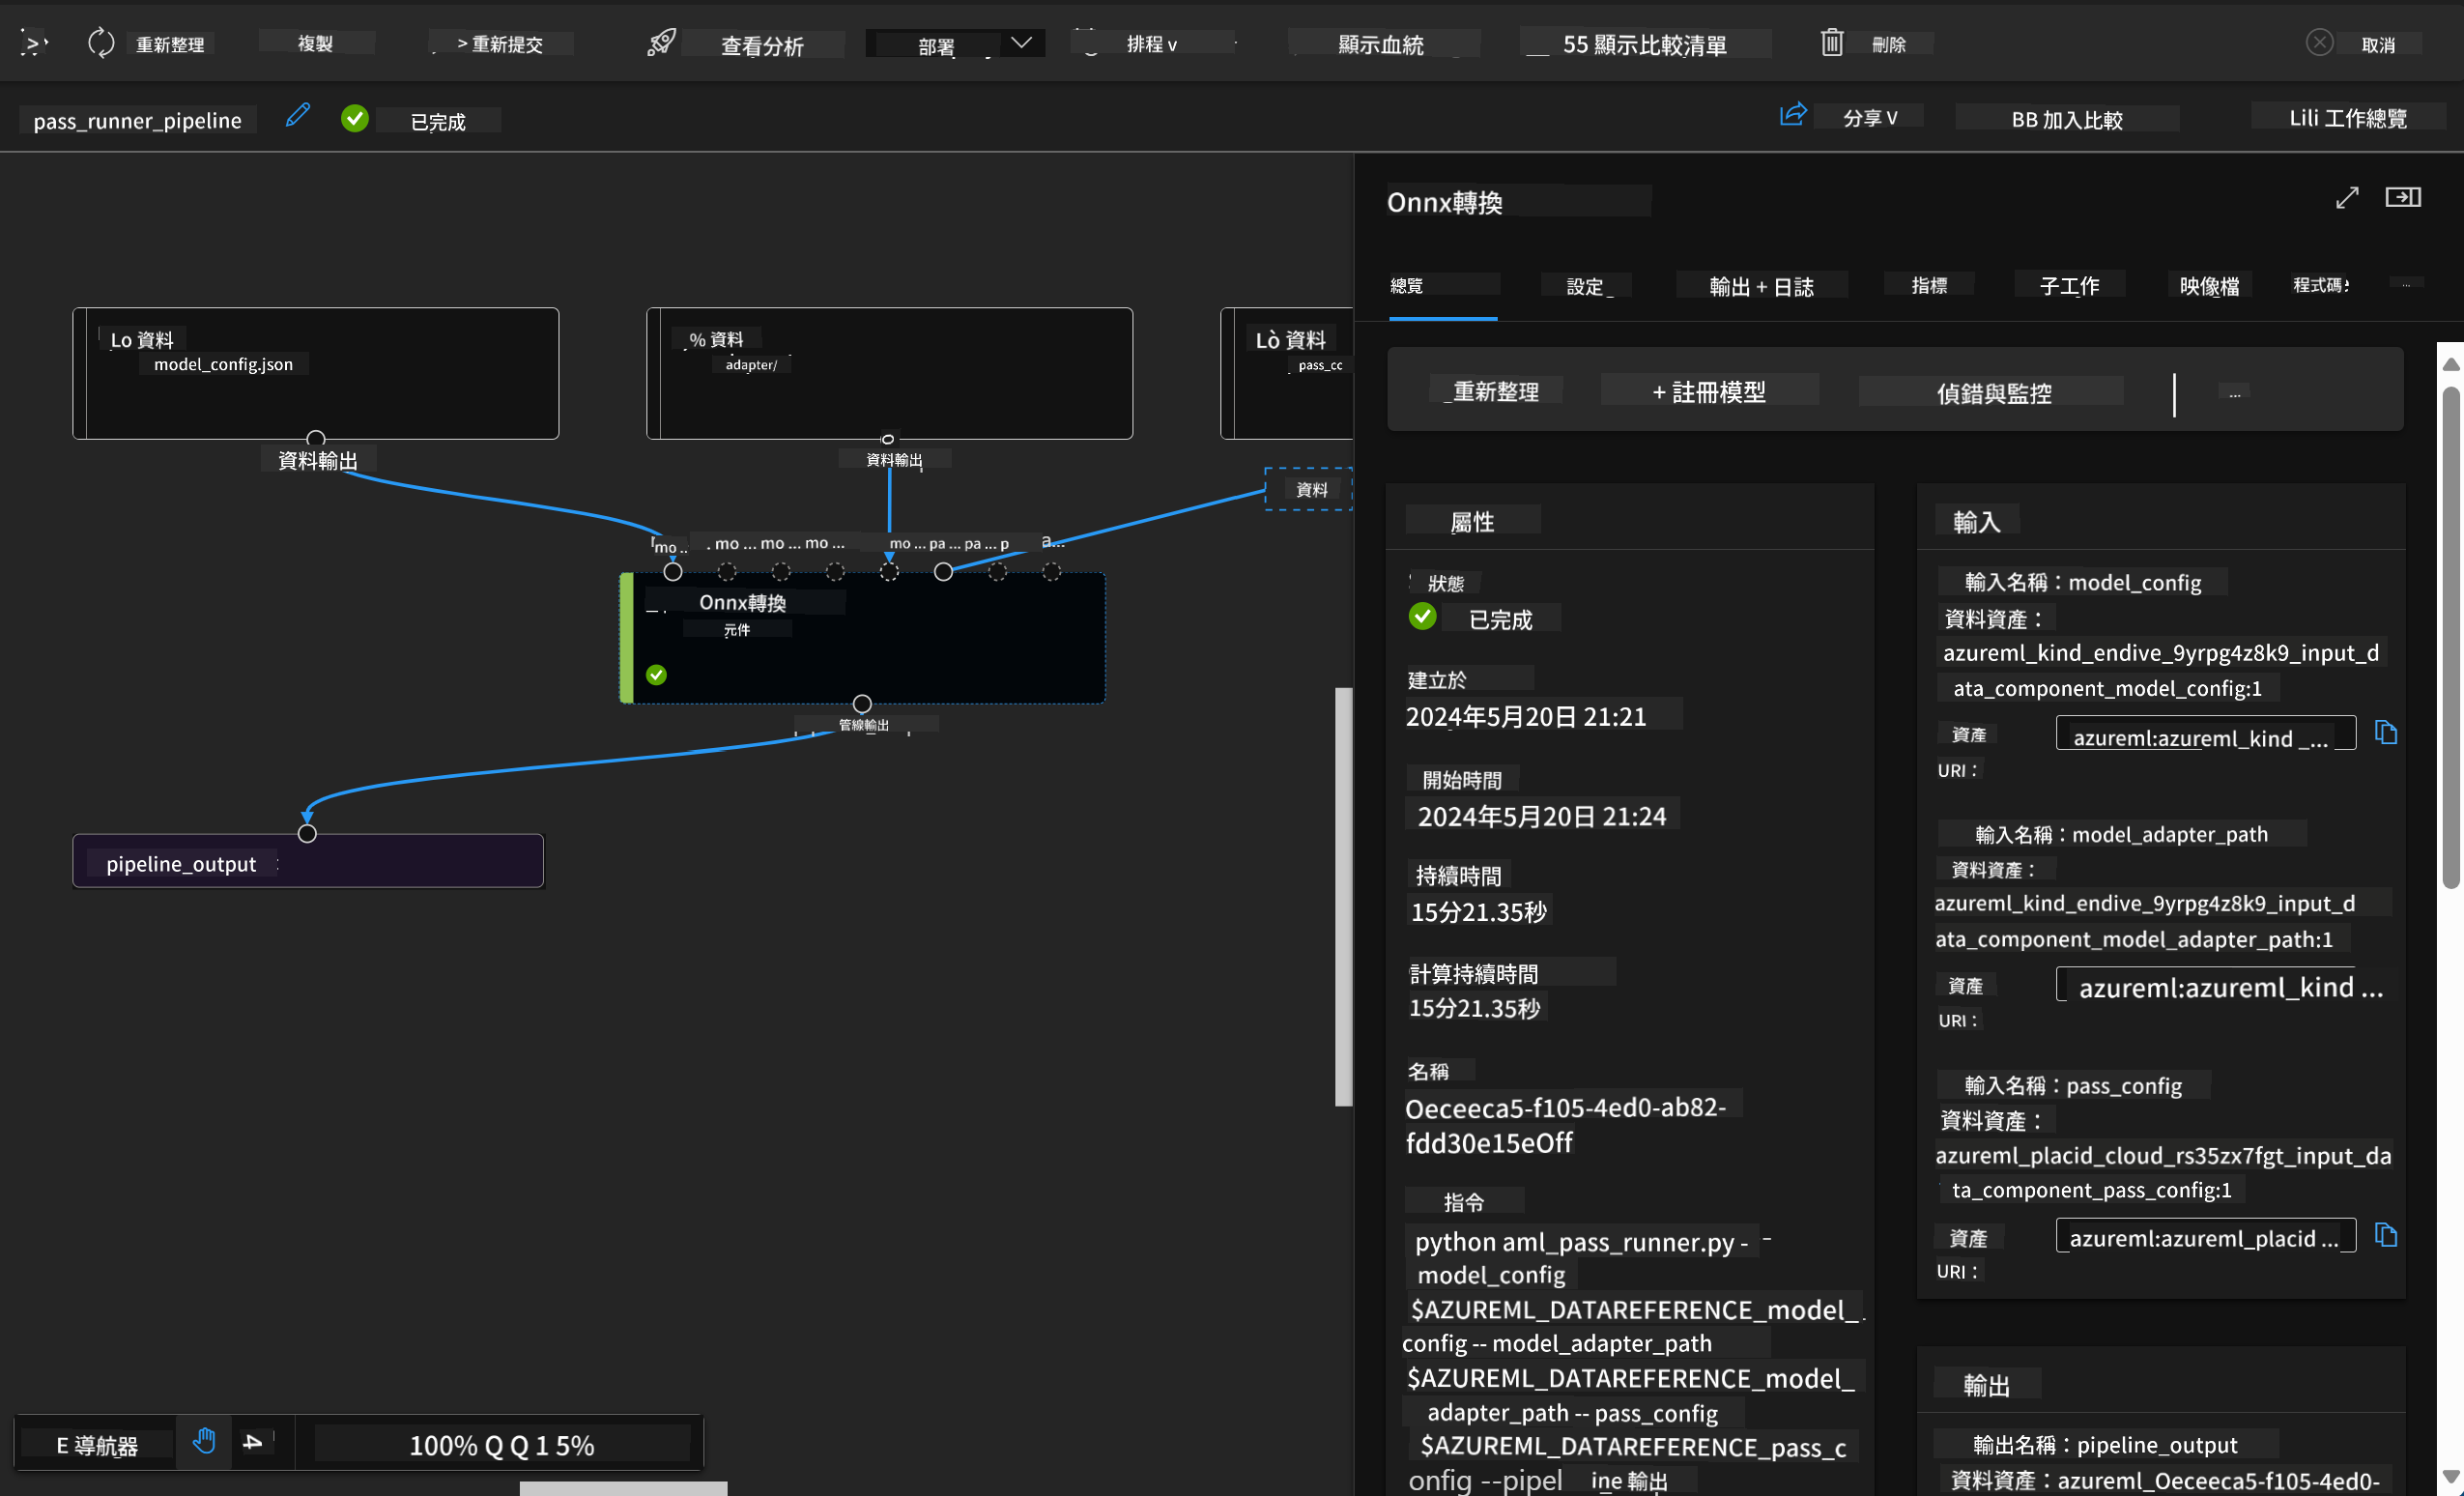 重新整理
複製
> 重新提交
查看分析
部署
排程 v
顯示血統
55 顯示比較清單
刪除
取消
pass_runner_pipeline
已完成
分享 V
BB 加入比較
Lili 工作總覽
Lo 資料
model_config.json
資料輸出
% 資料
adapter/
資料輸出
Lò 資料
pass_cc
資料
mo ..
. mo ... mo ... mo ...
mo ... pa ... pa ... p
a...
Onnx轉換
元件
管線輸出
pipeline_output
E 導航器
100% Q Q 1 5%
Onnx轉換
總覽
設定
輸出 + 日誌
指標
子工作
映像檔
程式碼
...
重新整理
+ 註冊模型
偵錯與監控
...
屬性
狀態
已完成
建立於
2024年5月20日 21:21
開始時間
2024年5月20日 21:24
持續時間
15分21.35秒
計算持續時間
15分21.35秒
名稱
Oeceeca5-f105-4ed0-ab82-
fdd30e15eOff
指令
python aml_pass_runner.py - -
model_config
$AZUREML_DATAREFERENCE_model_
config -- model_adapter_path
$AZUREML_DATAREFERENCE_model_
adapter_path -- pass_config
$AZUREML_DATAREFERENCE_pass_c
onfig --pipel ine 輸出
輸入
輸入名稱：model_config
資料資產：
azureml_kind_endive_9yrpg4z8k9_input_d
ata_component_model_config:1
資產
azureml:azureml_kind _...
URI：
輸入名稱：model_adapter_path
資料資產：
azureml_kind_endive_9yrpg4z8k9_input_d
ata_component_model_adapter_path:1
資產
azureml:azureml_kind ...
URI：
輸入名稱：pass_config
資料資產：
azureml_placid_cloud_rs35zx7fgt_input_da
ta_component_pass_config:1
資產
azureml:azureml_placid ...
URI：
輸出
輸出名稱：pipeline_output
資料資產：azureml_Oeceeca5-f105-4ed0-